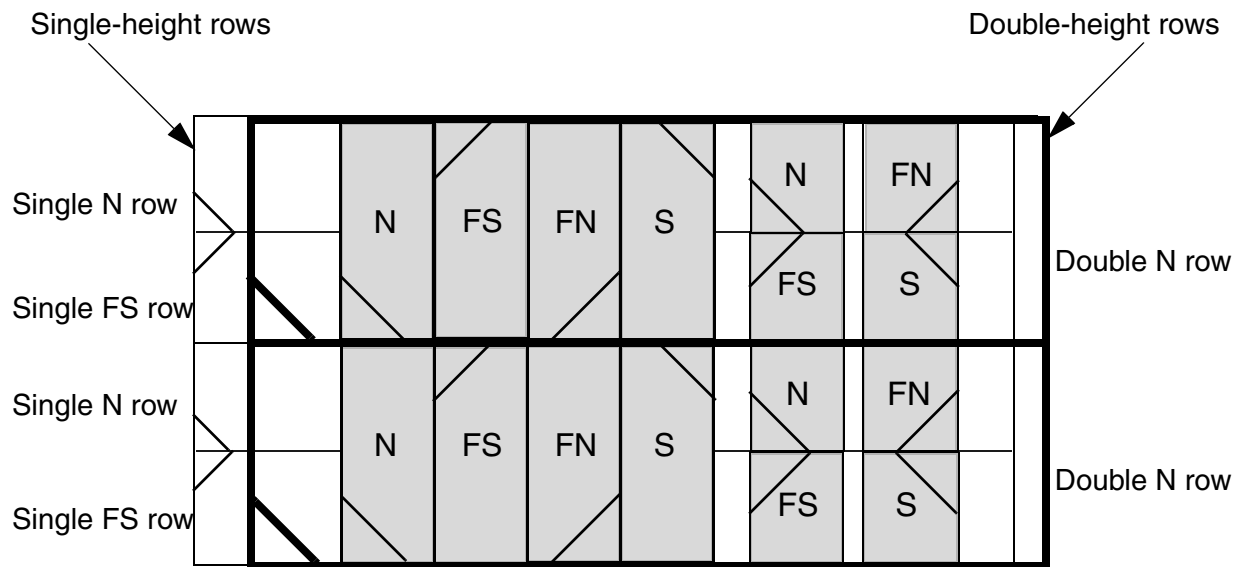 Single-height rows
Double-height rows
Single N row
N
FS
FN
S
N
FN
Double N row
Single FS row
FS
S
Single N row
N
FS
FN
S
N
FN
Double N row
Single FS row
FS
S